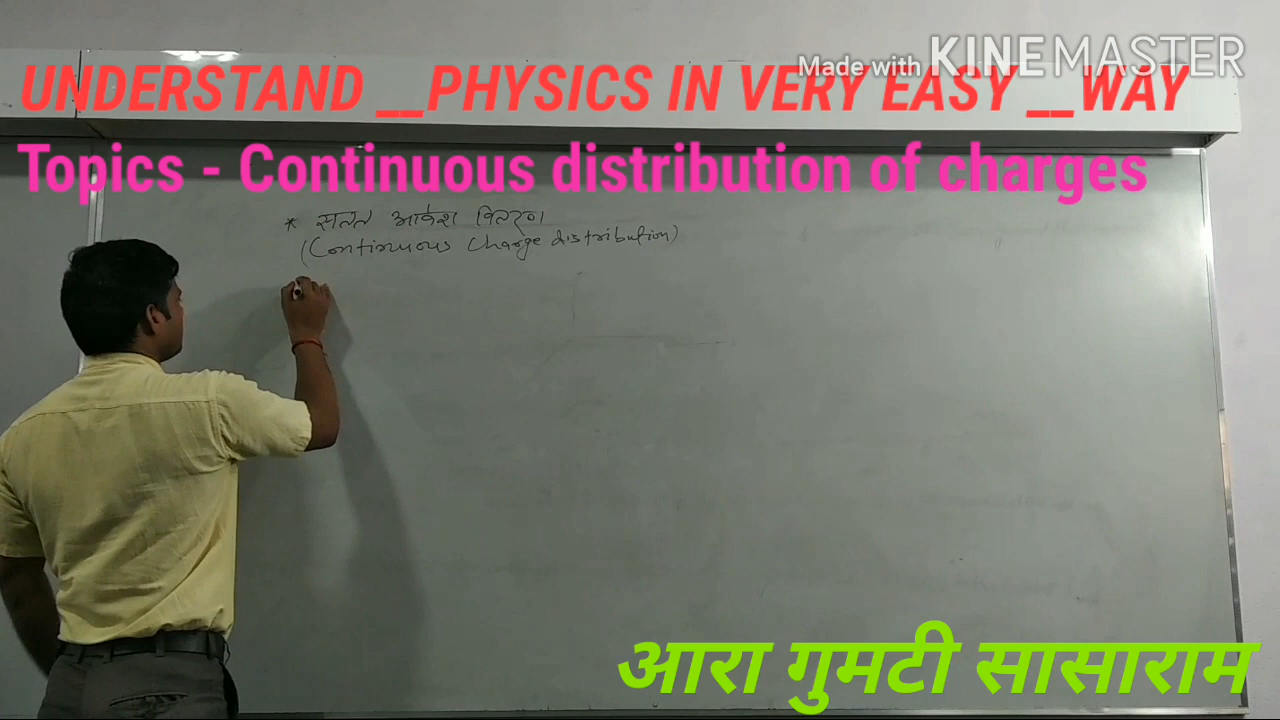 Made with KINEMASTER
UNDERSTAND __PHYSICS IN VERY EASY __WAY
Topics - Continuous distribution of charges
* सतत आवेश वितरण
(Continuous Charge distribution)
आरा गुमटी सासाराम